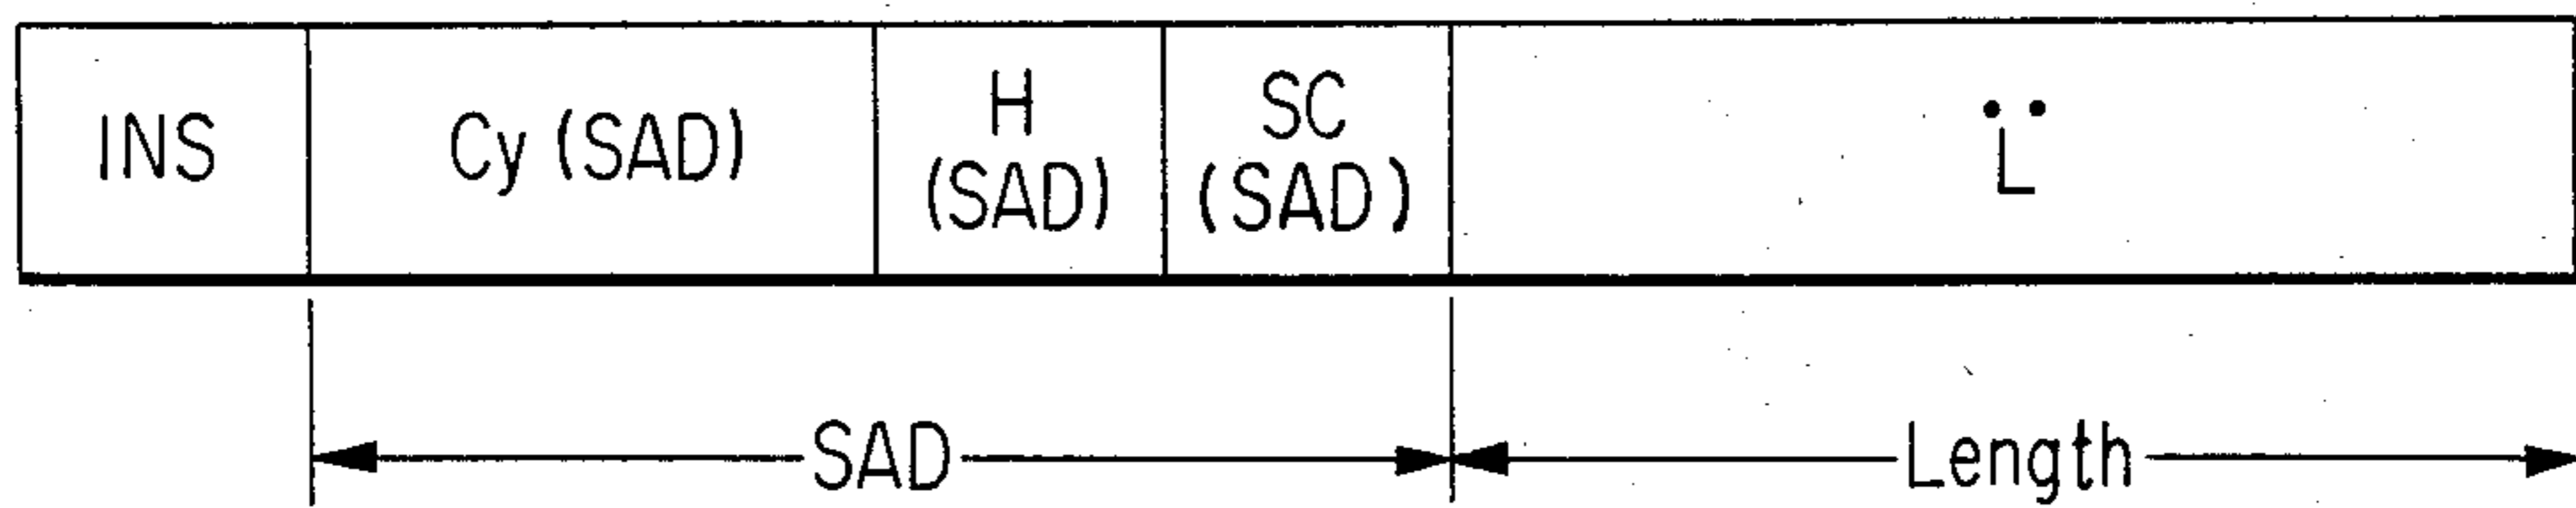 INS
Cy (SAD)
H
(SAD)
SC
(SAD)
L̈
SAD
Length